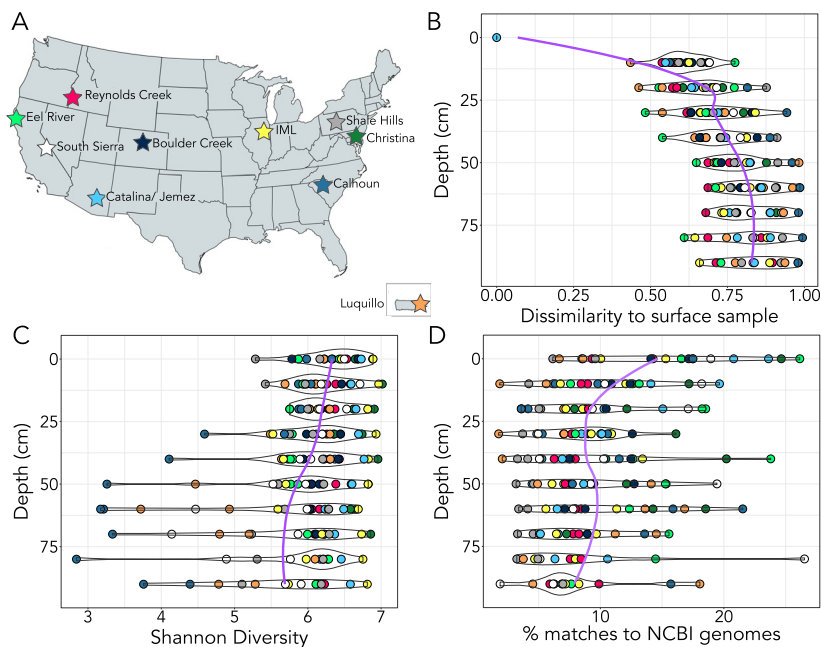 A
Reynolds Creek
Eel River
South Sierra
Boulder Creek
IML
Shale Hills
Christina
Catalina/ Jemez
Calhoun
Luquillo
B
0
25
50
75
Depth (cm)
0.00 0.25 0.50 0.75 1.00
Dissimilarity to surface sample
C
0
25
50
75
Depth (cm)
3 4 5 6 7
Shannon Diversity
D
0
25
50
75
Depth (cm)
10 20
% matches to NCBI genomes